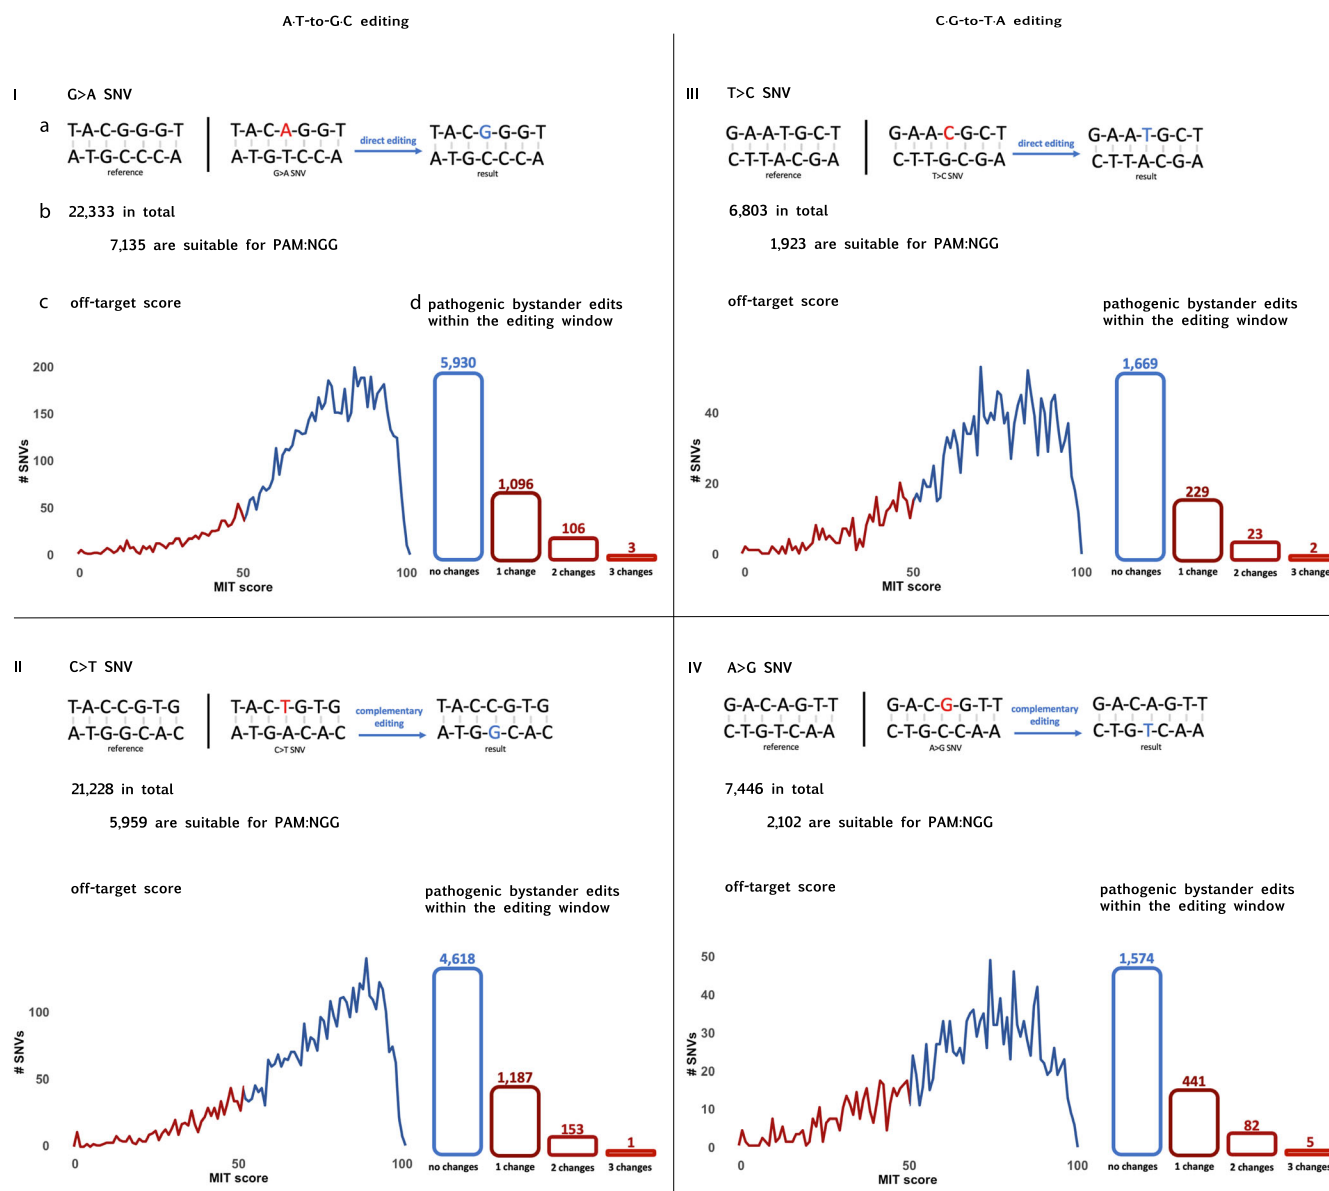 A·T-to-G·C editing
C·G-to-T·A editing
I
G>A SNV
a
T-A-C-G-G-G-T
A-T-G-C-C-C-A
reference
T-A-C-A-G-G-T
A-T-G-T-C-C-A
G>A SNV
direct editing
T-A-C-G-G-G-T
A-T-G-C-C-C-A
result
b
22,333 in total
7,135 are suitable for PAM:NGG
c
off-target score
d
pathogenic bystander edits
within the editing window
# SNVs
200
150
100
50
0
0
50
100
MIT score
5,930
1,096
106
3
no changes
1 change
2 changes
3 changes
III
T>C SNV
G-A-A-T-G-C-T
C-T-T-A-C-G-A
reference
G-A-A-C-G-C-T
C-T-T-G-C-G-A
T>C SNV
direct editing
G-A-A-T-G-C-T
C-T-T-A-C-G-A
result
6,803 in total
1,923 are suitable for PAM:NGG
off-target score
pathogenic bystander edits
within the editing window
# SNVs
40
20
0
0
50
100
MIT score
1,669
229
23
2
no changes
1 change
2 changes
3 changes
II
C>T SNV
T-A-C-C-G-T-G
A-T-G-G-C-A-C
reference
T-A-C-T-G-T-G
A-T-G-A-C-A-C
C>T SNV
complementary
editing
T-A-C-C-G-T-G
A-T-G-G-C-A-C
result
21,228 in total
5,959 are suitable for PAM:NGG
off-target score
pathogenic bystander edits
within the editing window
# SNVs
100
50
0
0
50
100
MIT score
4,618
1,187
153
1
no changes
1 change
2 changes
3 changes
IV
A>G SNV
G-A-C-A-G-T-T
C-T-G-T-C-A-A
reference
G-A-C-G-G-T-T
C-T-G-C-C-A-A
A>G SNV
complementary
editing
G-A-C-A-G-T-T
C-T-G-T-C-A-A
result
7,446 in total
2,102 are suitable for PAM:NGG
off-target score
pathogenic bystander edits
within the editing window
# SNVs
50
40
30
20
10
0
0
50
100
MIT score
1,574
441
82
5
no changes
1 change
2 changes
3 changes